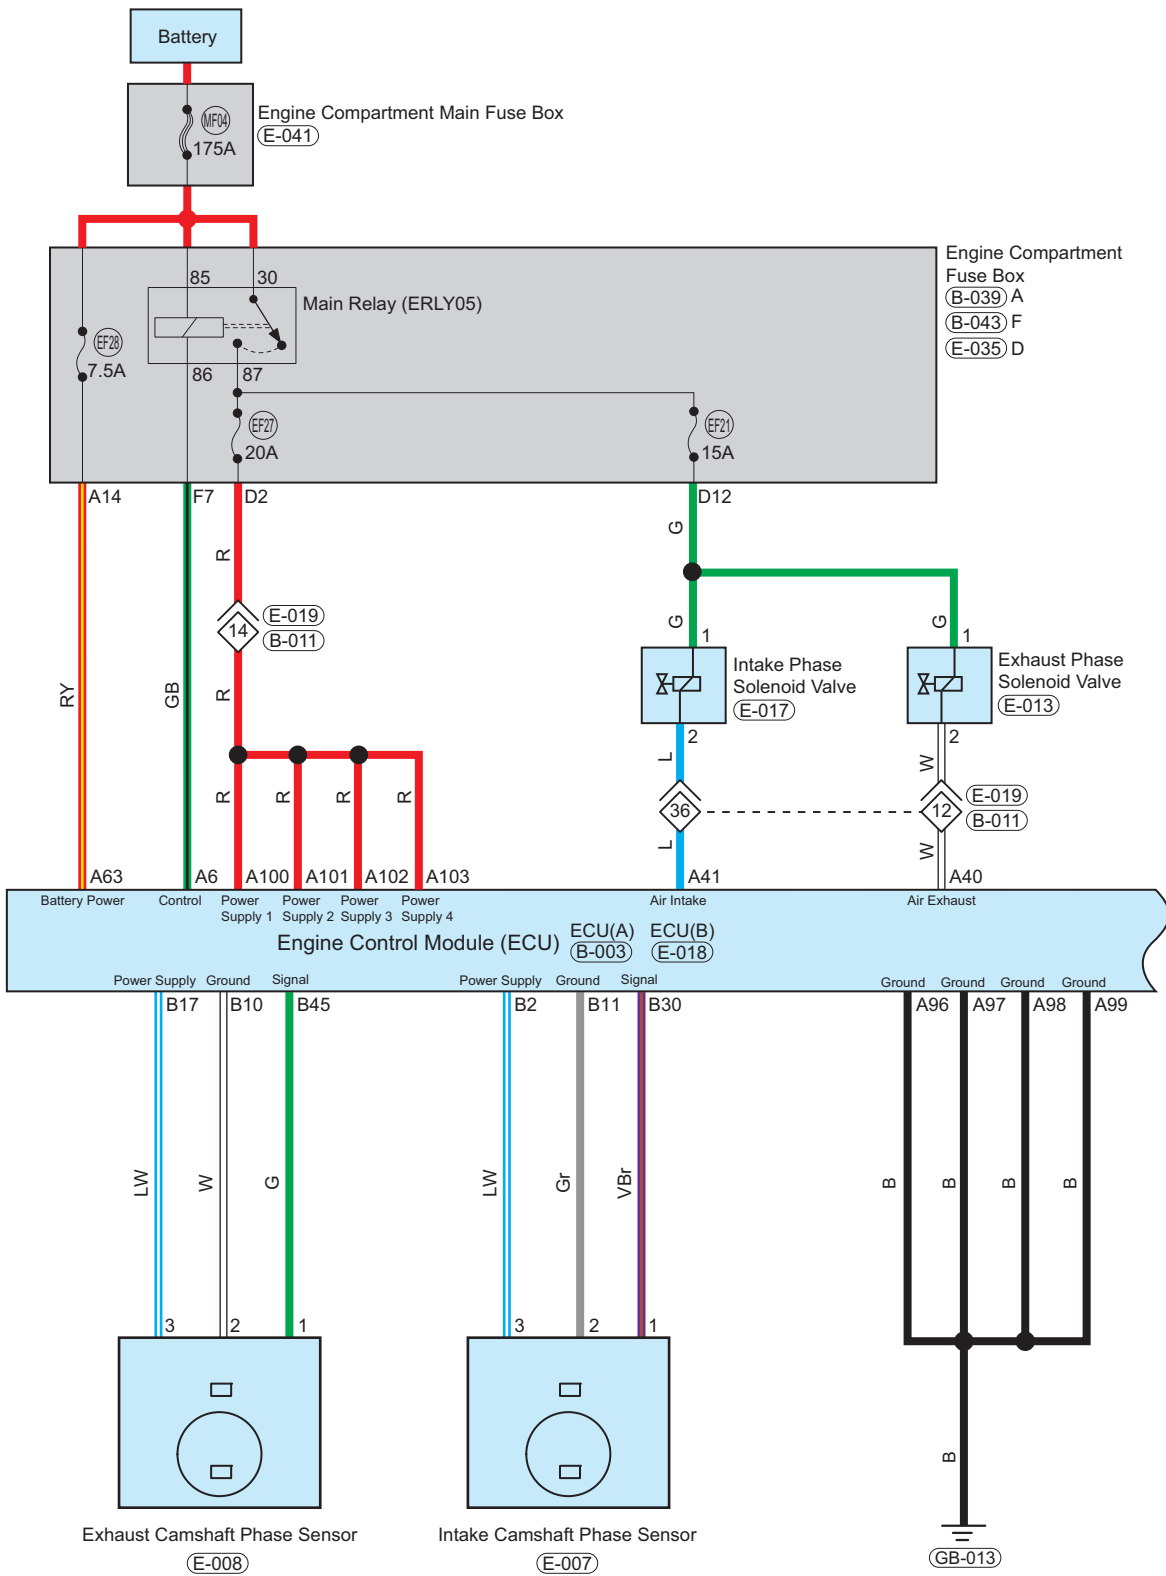 Battery
MF04
175A
Engine Compartment Main Fuse Box
E-041
Engine Compartment
Fuse Box
B-039 A
B-043 F
E-035 D
85 30
Main Relay (ERLY05)
EF28
7.5A
86 87
EF27
20A
EF21
15A
A14 F7 D2 D12
R
G
14
E-019
B-011
G 1
Intake Phase
Solenoid Valve
E-017
G 1
Exhaust Phase
Solenoid Valve
E-013
RY GB R
2 2
L W
36 12
E-019
B-011
R R R R
L W
A63 A6 A100 A101 A102 A103 A41 A40
Battery Power Control Power Supply 1 Power Supply 2 Power Supply 3 Power Supply 4 Air Intake Air Exhaust
Engine Control Module (ECU) ECU(A) B-003 ECU(B) E-018
Power Supply Ground Signal Power Supply Ground Signal Ground Ground Ground Ground
B17 B10 B45 B2 B11 B30 A96 A97 A98 A99
LW W G LW Gr VBr B B B B
3 2 1 3 2 1
B
Exhaust Camshaft Phase Sensor
E-008
Intake Camshaft Phase Sensor
E-007
GB-013